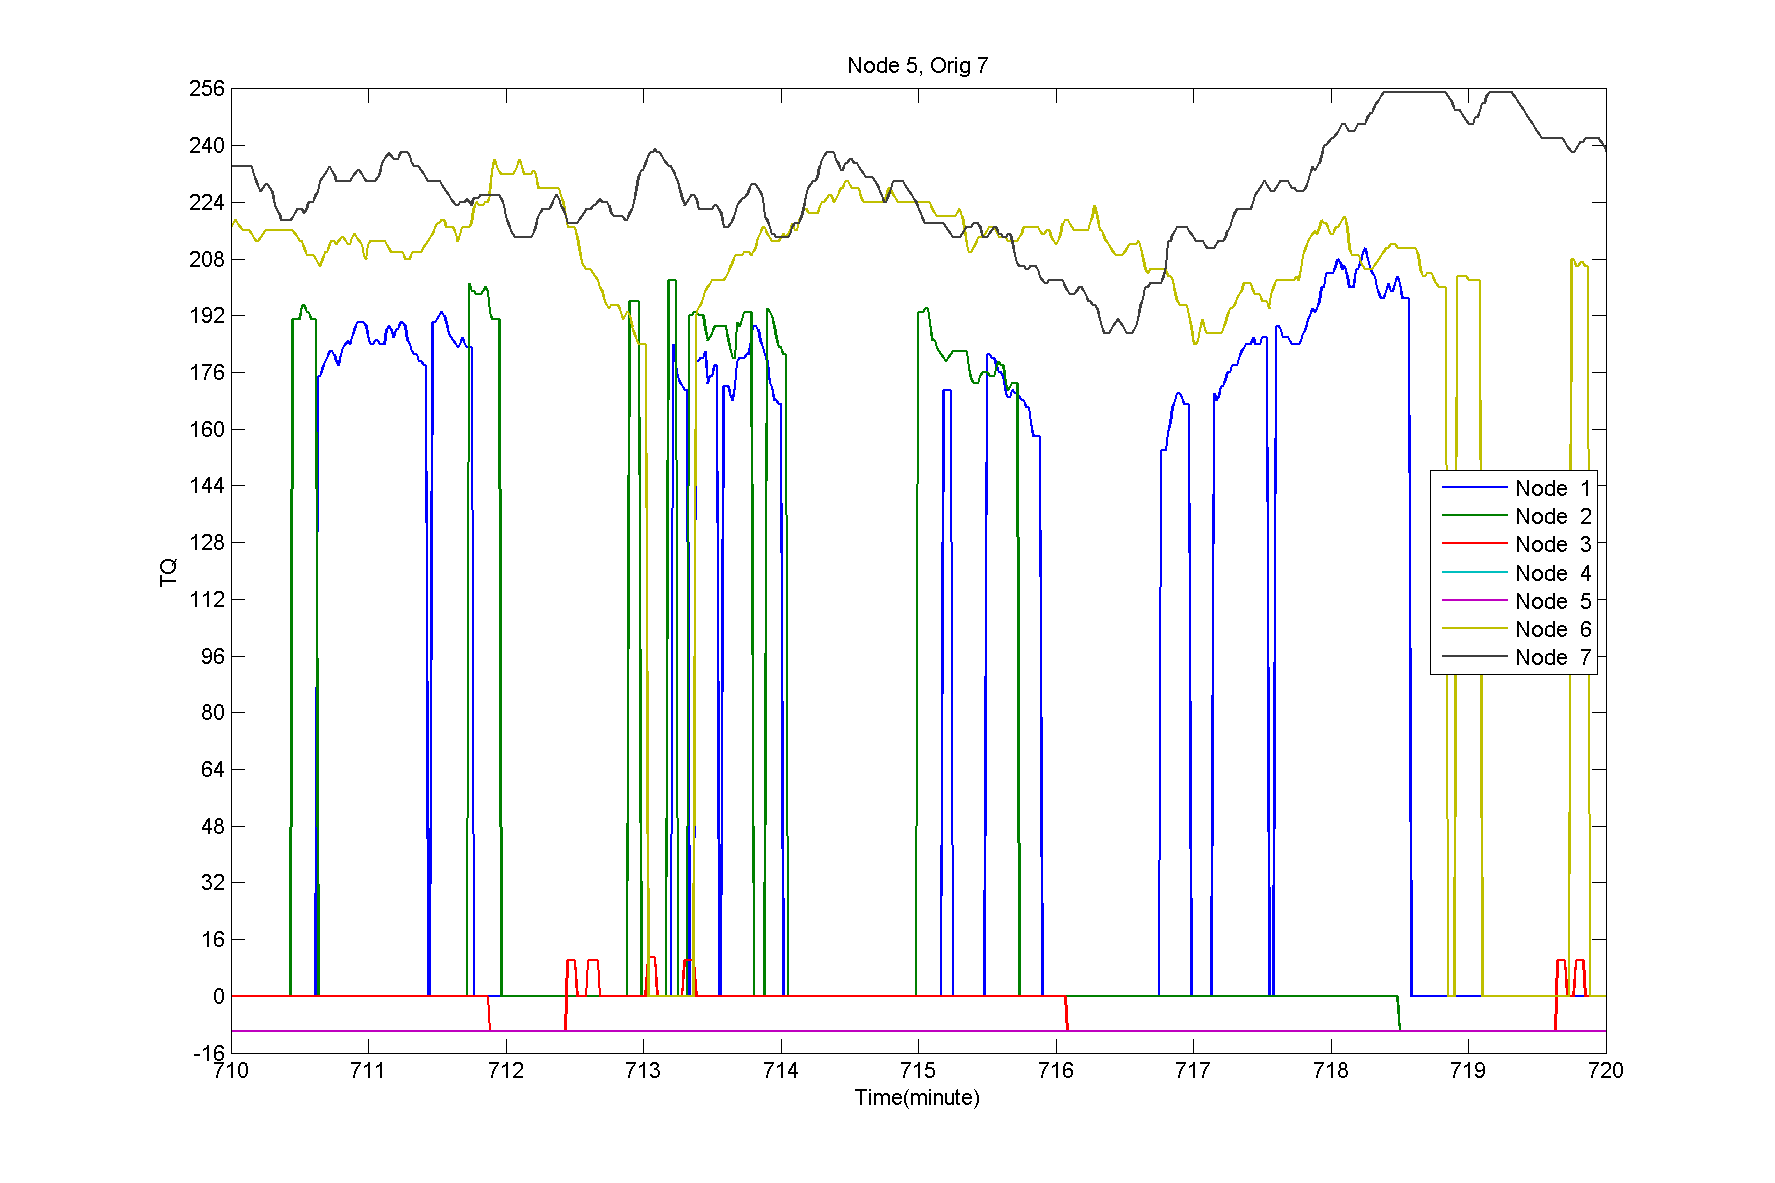 Node 5, Orig 7
256
240
224
208
192
176
160
144
128
112
96
80
64
48
32
16
0
-16
TQ
Node 1
Node 2
Node 3
Node 4
Node 5
Node 6
Node 7
710 711 712 713 714 715 716 717 718 719 720
Time(minute)